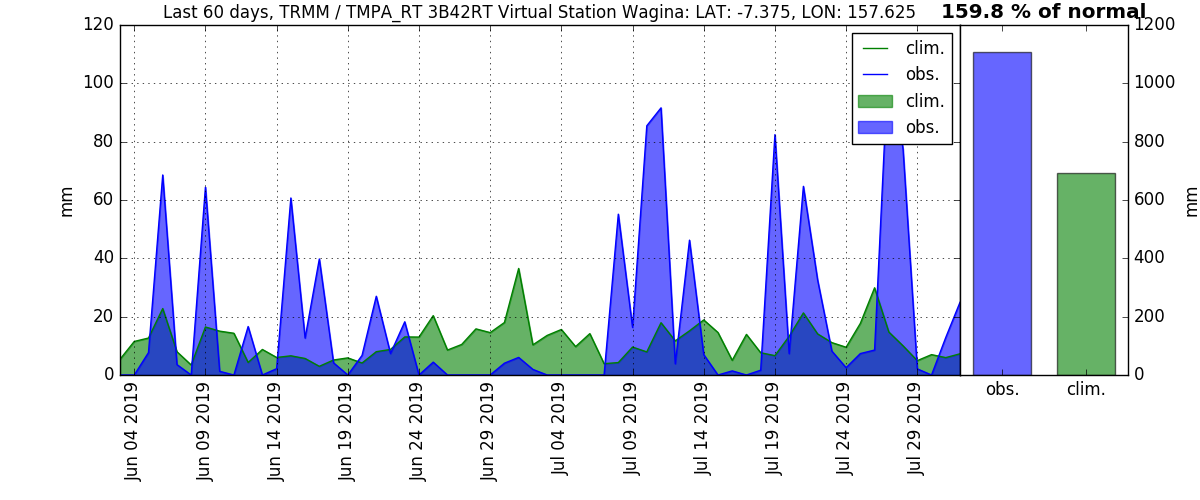 Last 60 days, TRMM / TMPA_RT 3B42RT Virtual Station Wagina: LAT: -7.375, LON: 157.625
159.8 % of normal
120
100
80
60
40
20
0
mm
clim.
obs.
clim.
obs.
1200
1000
800
600
400
200
0
mm
Jun 04 2019
Jun 09 2019
Jun 14 2019
Jun 19 2019
Jun 24 2019
Jun 29 2019
Jul 04 2019
Jul 09 2019
Jul 14 2019
Jul 19 2019
Jul 24 2019
Jul 29 2019
obs.
clim.